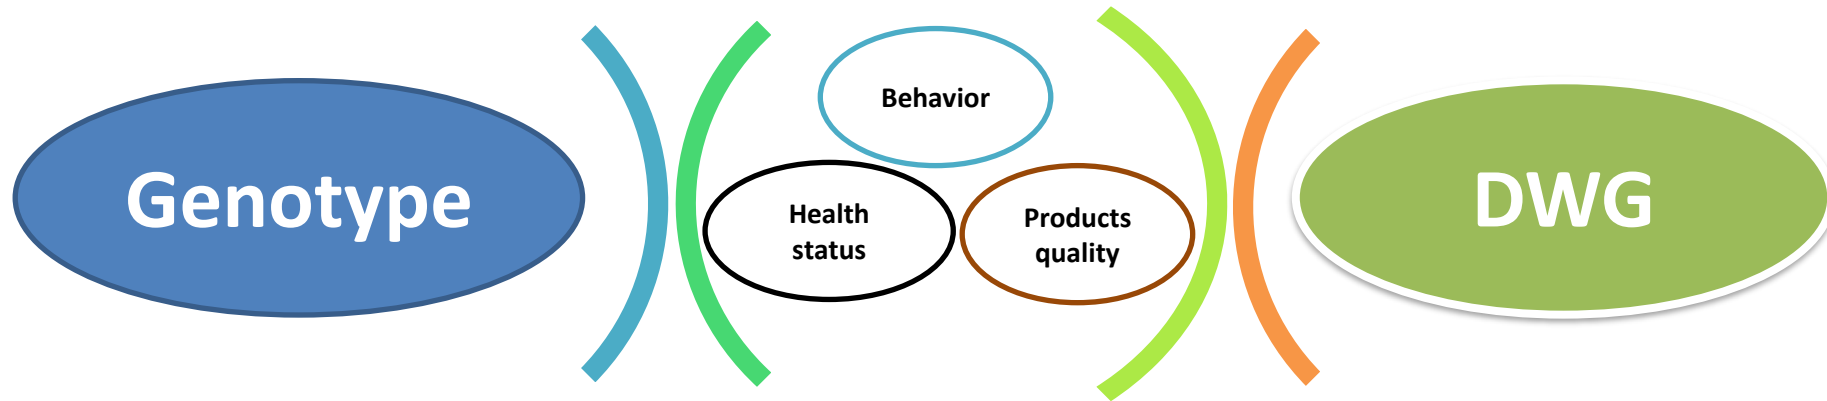 Genotype
Behavior
Health
status
Products
quality
DWG